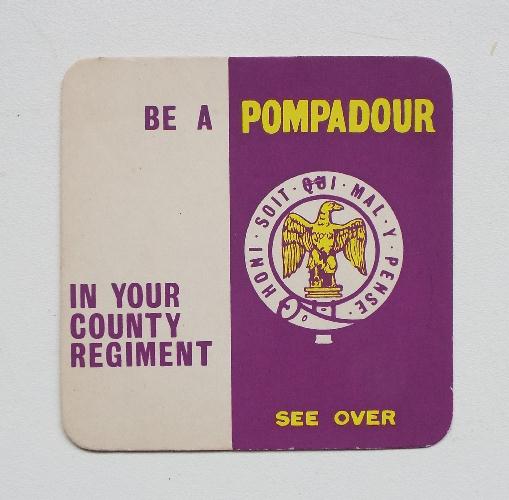 BE A POMPADOUR
HONI · SOIT · QUI · MAL · Y · PENSE ·
IN YOUR
COUNTY
REGIMENT
SEE OVER